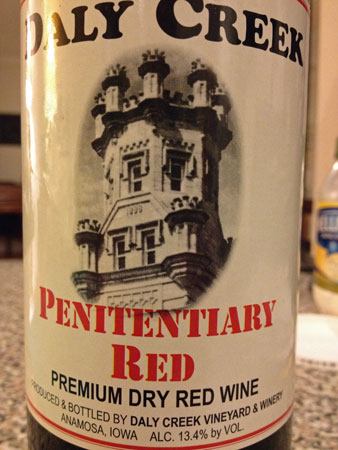 DALY CREEK
PENITENTIARY
RED
PREMIUM DRY RED WINE
PRODUCED & BOTTLED BY DALY CREEK VINEYARD & WINERY
ANAMOSA, IOWA ALC. 13.4% by VOL.